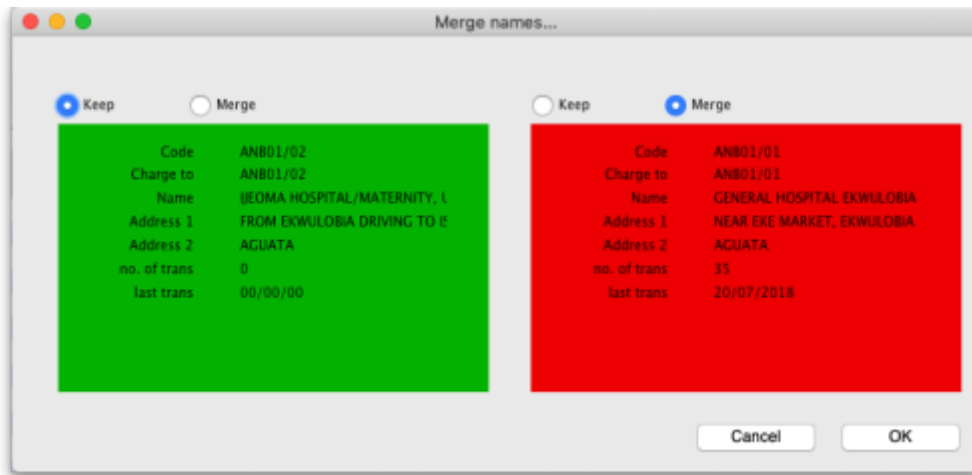 Merge names...
Keep Merge
Code ANB01/02
Charge to ANB01/02
Name IJEOMA HOSPITAL/MATERNITY, U
Address 1 FROM EKWULOBIA DRIVING TO IS
Address 2 AGUATA
no. of trans 0
last trans 00/00/00
Keep Merge
Code ANB01/01
Charge to ANB01/01
Name GENERAL HOSPITAL EKWULOBIA
Address 1 NEAR EKE MARKET, EKWULOBIA
Address 2 AGUATA
no. of trans 35
last trans 20/07/2018
Cancel OK